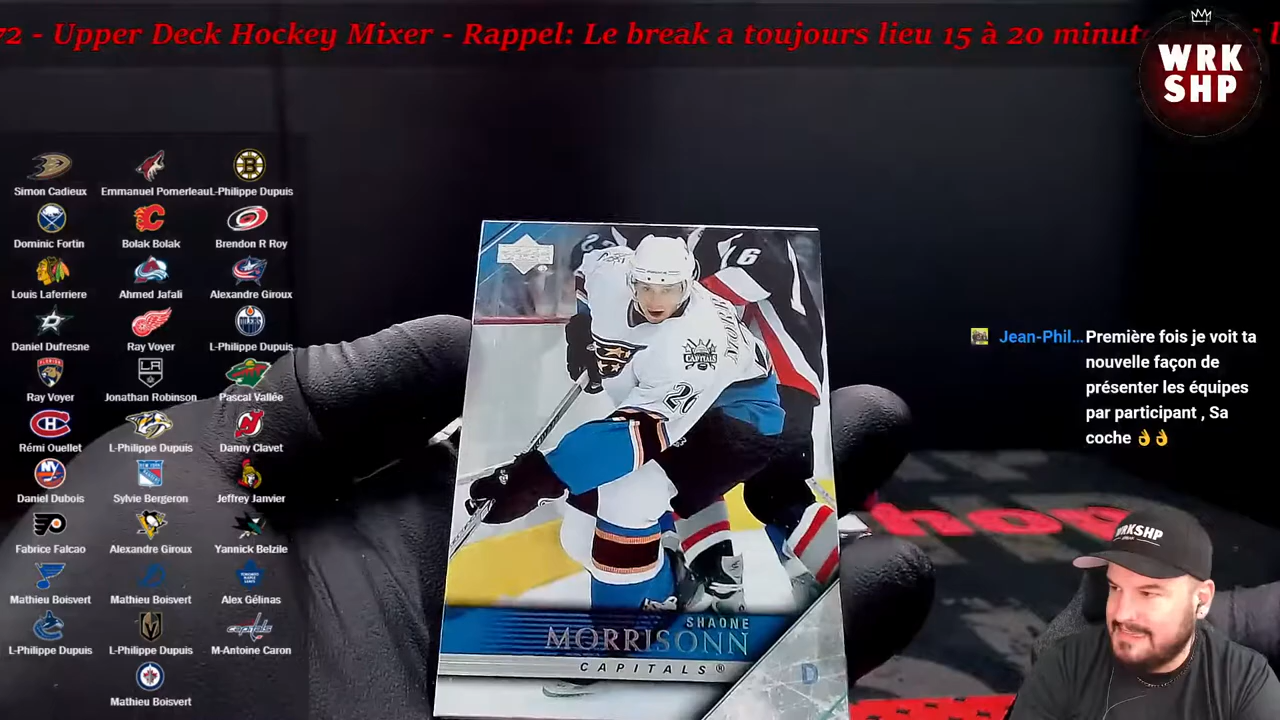 72 - Upper Deck Hockey Mixer - Rappel: Le break a toujours lieu 15 à 20
WRK
SHP
Simon Cadieux
Emmanuel Pomerleau
L-Philippe Dupuis
Dominic Fortin
Bolak Bolak
Brendon R Roy
Louis Laferriere
Ahmed Jafali
Alexandre Giroux
Daniel Dufresne
Ray Voyer
L-Philippe Dupuis
Ray Voyer
Jonathan Robinson
Pascal Vallée
Rémi Ouellet
L-Philippe Dupuis
Danny Clavet
Daniel Dubois
Sylvie Bergeron
Jeffrey Janvier
Fabrice Falcao
Alexandre Giroux
Yannick Belzile
Mathieu Boisvert
Mathieu Boisvert
Alex Gélinas
L-Philippe Dupuis
L-Philippe Dupuis
M-Antoine Caron
Mathieu Boisvert
CAPITALS
SHAONE
MORRISONN
CAPITALS®
D
Jean-Phil... Première fois je voit ta
nouvelle façon de
présenter les équipes
par participant , Sa
coche 👌👌
WRKSHP